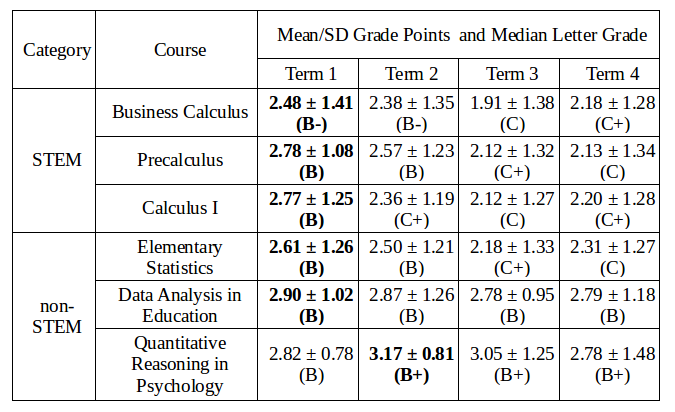 Category Course Mean/SD Grade Points and Median Letter Grade
Term 1 Term 2 Term 3 Term 4
STEM
Business Calculus
2.48 ± 1.41 2.38 ± 1.35 1.91 ± 1.38 2.18 ± 1.28
(B-) (B-) (C) (C+)
Precalculus
2.78 ± 1.08 2.57 ± 1.23 2.12 ± 1.32 2.13 ± 1.34
(B) (B) (C+) (C)
Calculus I
2.77 ± 1.25 2.36 ± 1.19 2.12 ± 1.27 2.20 ± 1.28
(B) (C+) (C) (C+)
non-
STEM
Elementary
Statistics
2.61 ± 1.26 2.50 ± 1.21 2.18 ± 1.33 2.31 ± 1.27
(B) (B) (C+) (C)
Data Analysis in
Education
2.90 ± 1.02 2.87 ± 1.26 2.78 ± 0.95 2.79 ± 1.18
(B) (B) (B) (B)
Quantitative
Reasoning in
Psychology
2.82 ± 0.78 3.17 ± 0.81 3.05 ± 1.25 2.78 ± 1.48
(B) (B+) (B+) (B+)